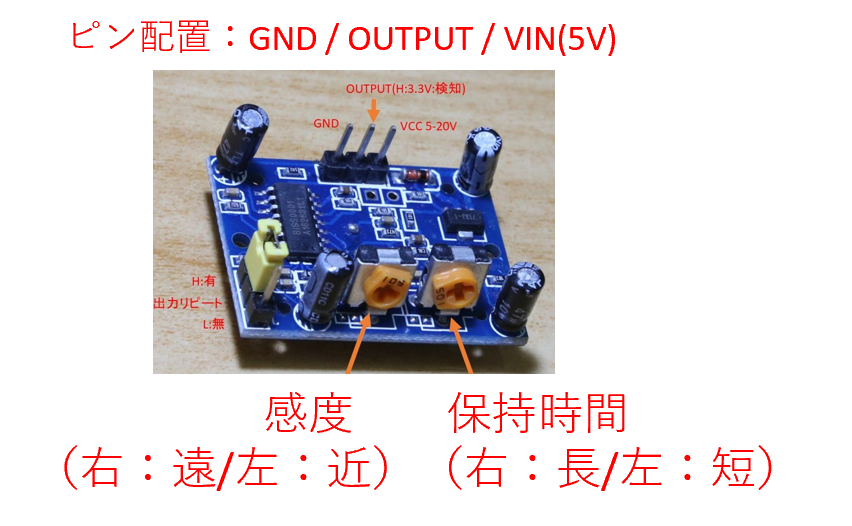 ピン配置：GND / OUTPUT / VIN(5V)
OUTPUT(H:3.3V:検知)
GND
VCC 5-20V
H:有
出力リピート
L:無
感度
保持時間
（右：遠/左：近）
（右：長/左：短）